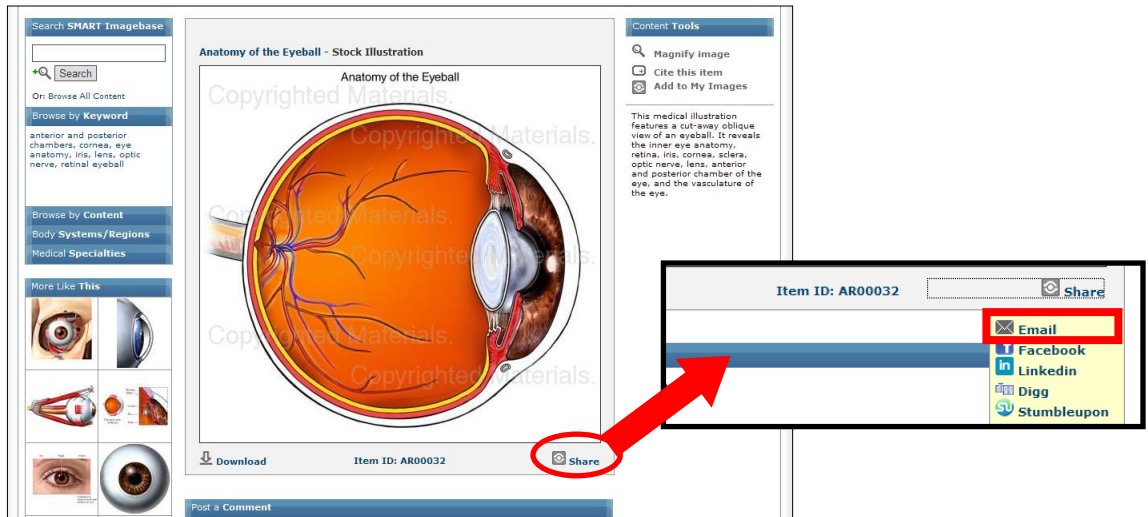 Search SMART Imagebase
Search
Or: Browse All Content
Browse by Keyword
anterior and posterior
chambers, cornea, eye
anatomy, iris, lens, optic
nerve, retinal eyeball
Browse by Content
Body Systems/Regions
Medical Specialties
More Like This
Anatomy of the Eyeball - Stock Illustration
Anatomy of the Eyeball
Copyrighted Materials.
Copyrighted Materials.
Copyrighted Materials.
Copyrighted Materials.
Copyrighted Materials.
Copyrighted Materials.
Download
Item ID: AR00032
Share
Post a Comment
Content Tools
Magnify image
Cite this item
Add to My Images
This medical illustration
features a cut-away oblique
view of an eyeball. It reveals
the inner eye anatomy,
retina, iris, cornea, sclera,
optic nerve, lens, anterior
and posterior chamber of the
eye, and the vasculature of
the eye.
Item ID: AR00032
Share
Email
Facebook
Linkedin
Digg
Stumbleupon